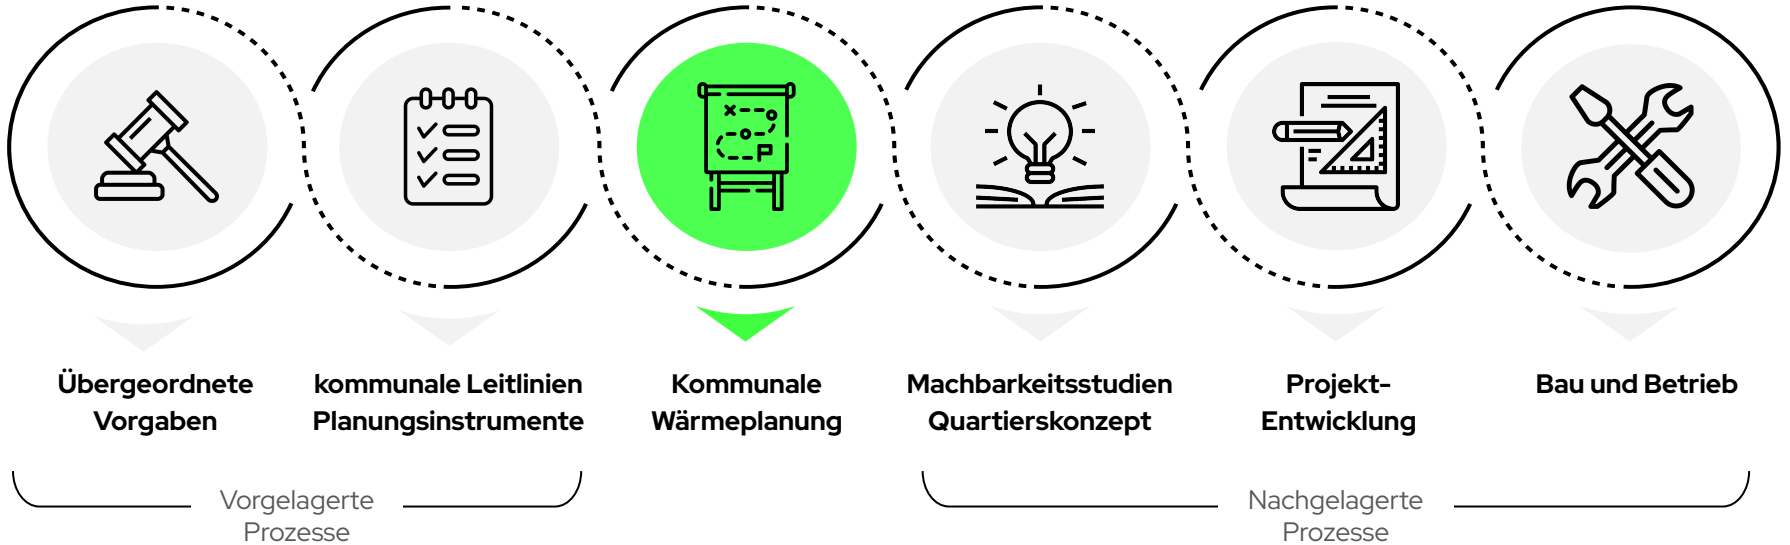 Übergeordnete
Vorgaben
kommunale Leitlinien
Planungsinstrumente
Kommunale
Wärmeplanung
Machbarkeitsstudien
Quartierskonzept
Projekt-
Entwicklung
Bau und Betrieb
Vorgelagerte
Prozesse
Nachgelagerte
Prozesse